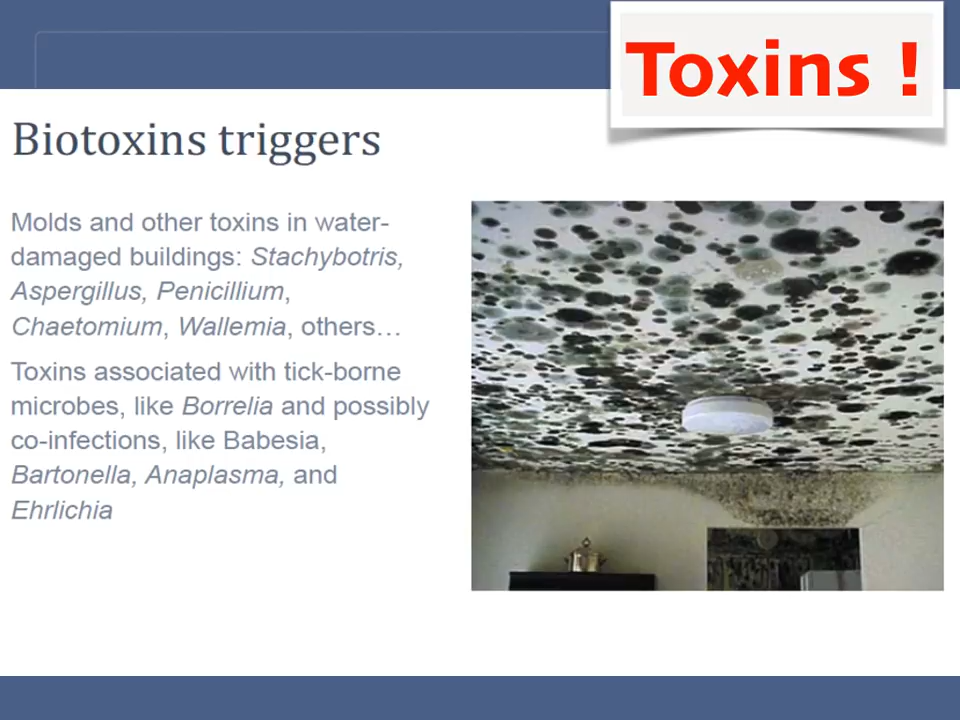 Toxins !
Biotoxins triggers
Molds and other toxins in water-
damaged buildings: Stachybotris,
Aspergillus, Penicillium,
Chaetomium, Wallemia, others…
Toxins associated with tick-borne
microbes, like Borrelia and possibly
co-infections, like Babesia,
Bartonella, Anaplasma, and
Ehrlichia